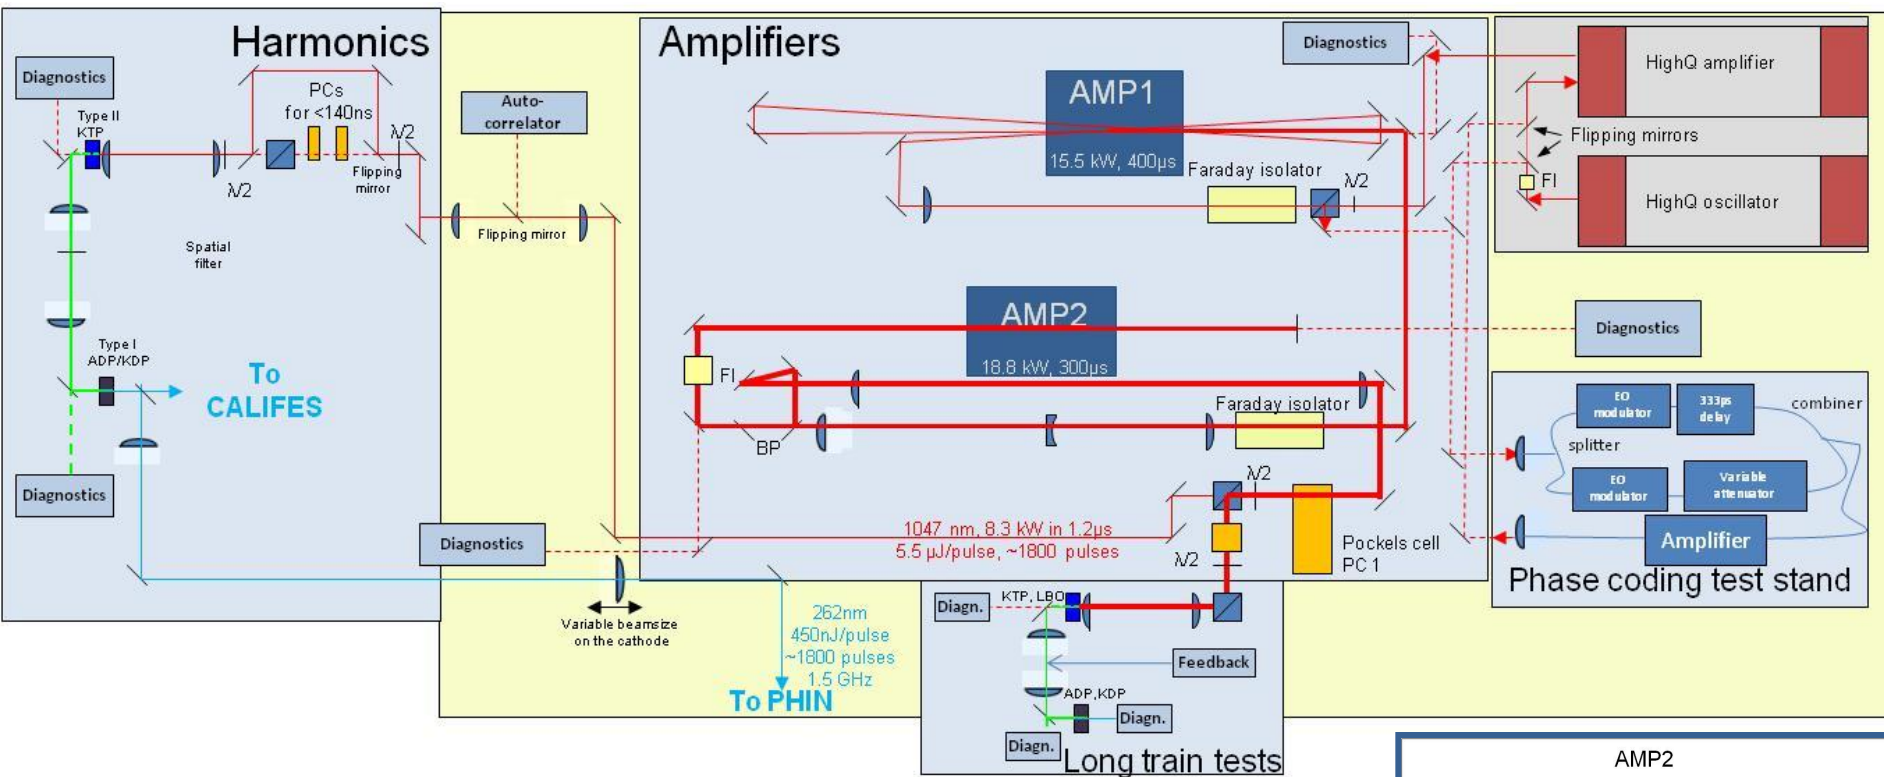 Harmonics
Diagnostics
Type II
KTP
PCs
for <140ns
λ/2
λ/2
Flipping
mirror
Spatial
filter
Type I
ADP/KDP
To
CALIFES
Diagnostics
Auto-
correlator
Flipping mirror
Diagnostics
Variable beamsize
on the cathode
262nm
450nJ/pulse
~1800 pulses
1.5 GHz
To PHIN
Amplifiers
Diagnostics
AMP1
15.5 kW, 400µs
Faraday isolator
λ/2
AMP2
18.8 kW, 300µs
FI
BP
Faraday isolator
λ/2
1047 nm, 8.3 kW in 1.2µs
5.5 µJ/pulse, ~1800 pulses
λ/2
Pockels cell
PC1
HighQ amplifier
Flipping mirrors
FI
HighQ oscillator
Diagnostics
EO
modulator
333ps
delay
combiner
splitter
EO
modulator
Variable
attenuator
Amplifier
Phase coding test stand
Diagn.
KTP, LBO
Feedback
ADP,KDP
Diagn.
Diagn.
Long train tests
AMP2